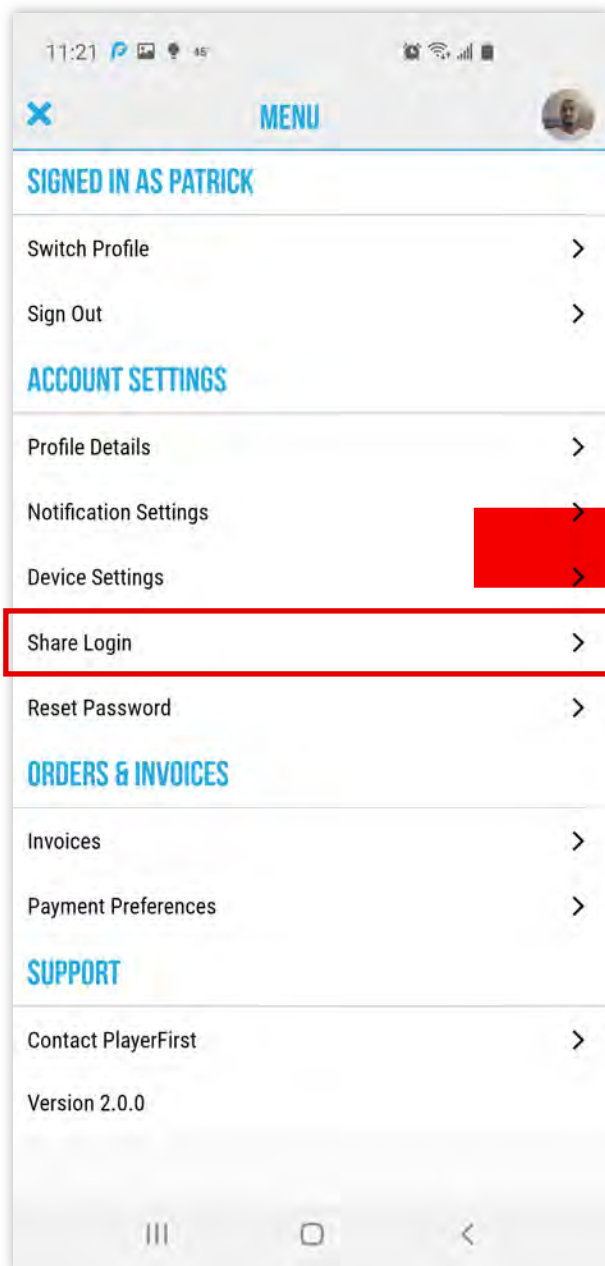 11:21 45
MENU
SIGNED IN AS PATRICK
Switch Profile
Sign Out
ACCOUNT SETTINGS
Profile Details
Notification Settings
Device Settings
Share Login
Reset Password
ORDERS & INVOICES
Invoices
Payment Preferences
SUPPORT
Contact PlayerFirst
Version 2.0.0